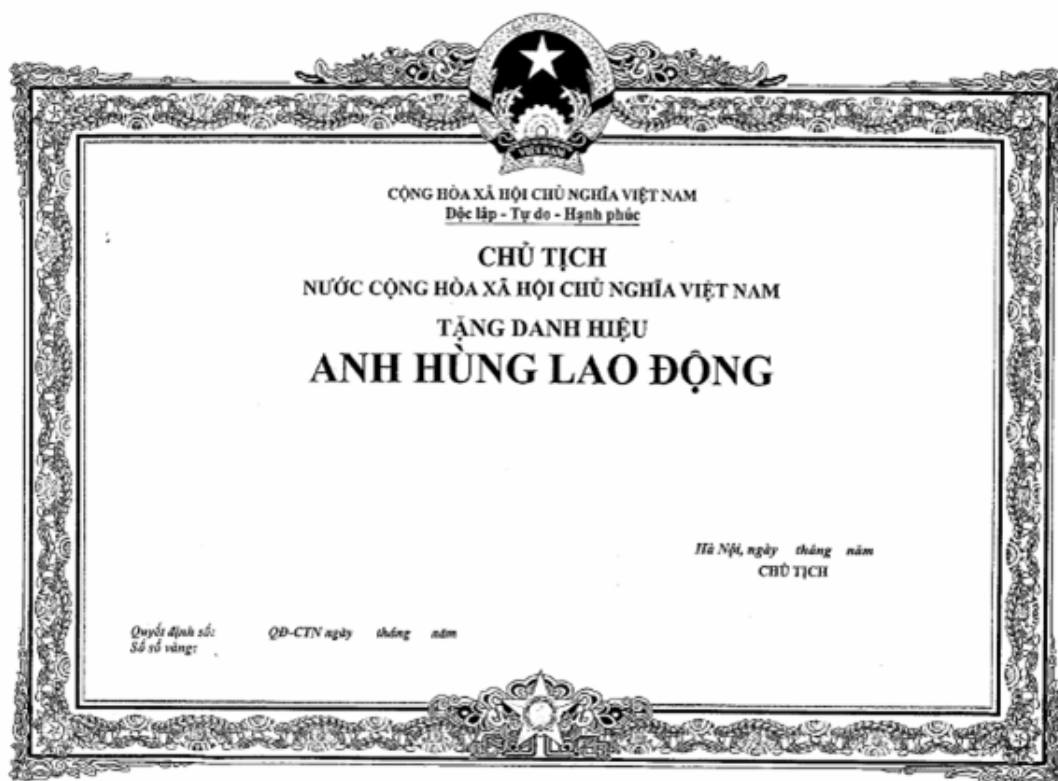 VIỆT NAM
CỘNG HÒA XÃ HỘI CHỦ NGHĨA VIỆT NAM
Độc lập - Tự do - Hạnh phúc
CHỦ TỊCH
NƯỚC CỘNG HÒA XÃ HỘI CHỦ NGHĨA VIỆT NAM
TẶNG DANH HIỆU
ANH HÙNG LAO ĐỘNG
Hà Nội, ngày tháng năm
CHỦ TỊCH
Quyết định số: QĐ-CTN ngày tháng năm
Số sổ vàng: